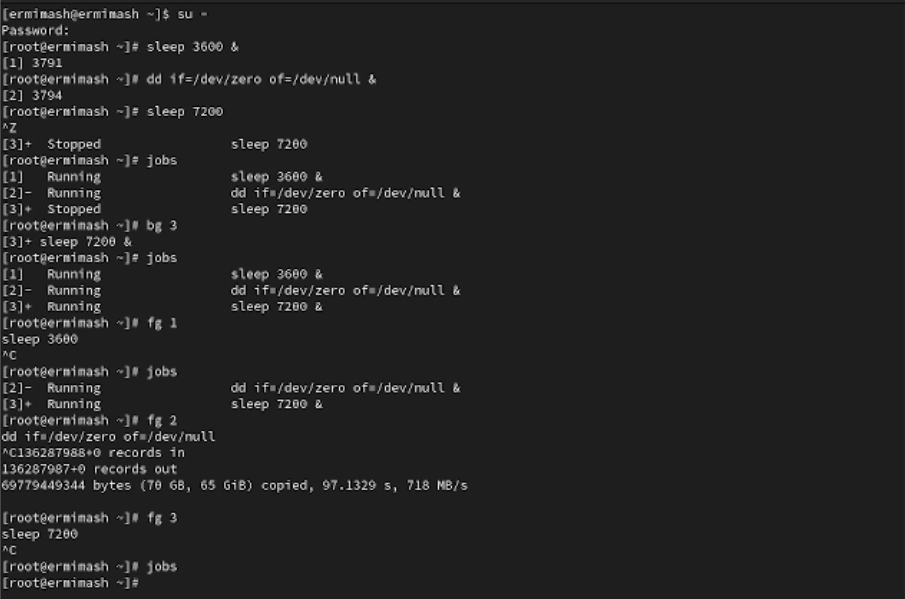 [ermimash@ermimash ~]$ su -
Password:
[root@ermimash ~]# sleep 3600 &
[1] 3791
[root@ermimash ~]# dd if=/dev/zero of=/dev/null &
[2] 3794
[root@ermimash ~]# sleep 7200
^Z
[3]+  Stopped                 sleep 7200
[root@ermimash ~]# jobs
[1]   Running                 sleep 3600 &
[2]-  Running                 dd if=/dev/zero of=/dev/null &
[3]+  Stopped                 sleep 7200
[root@ermimash ~]# bg 3
[3]+ sleep 7200 &
[root@ermimash ~]# jobs
[1]   Running                 sleep 3600 &
[2]-  Running                 dd if=/dev/zero of=/dev/null &
[3]+  Running                 sleep 7200 &
[root@ermimash ~]# fg 1
sleep 3600
^C
[root@ermimash ~]# jobs
[2]-  Running                 dd if=/dev/zero of=/dev/null &
[3]+  Running                 sleep 7200 &
[root@ermimash ~]# fg 2
dd if=/dev/zero of=/dev/null
^C136287988+0 records in
136287987+0 records out
69779449344 bytes (70 GB, 65 GiB) copied, 97.1329 s, 718 MB/s
[root@ermimash ~]# fg 3
sleep 7200
^C
[root@ermimash ~]# jobs
[root@ermimash ~]#